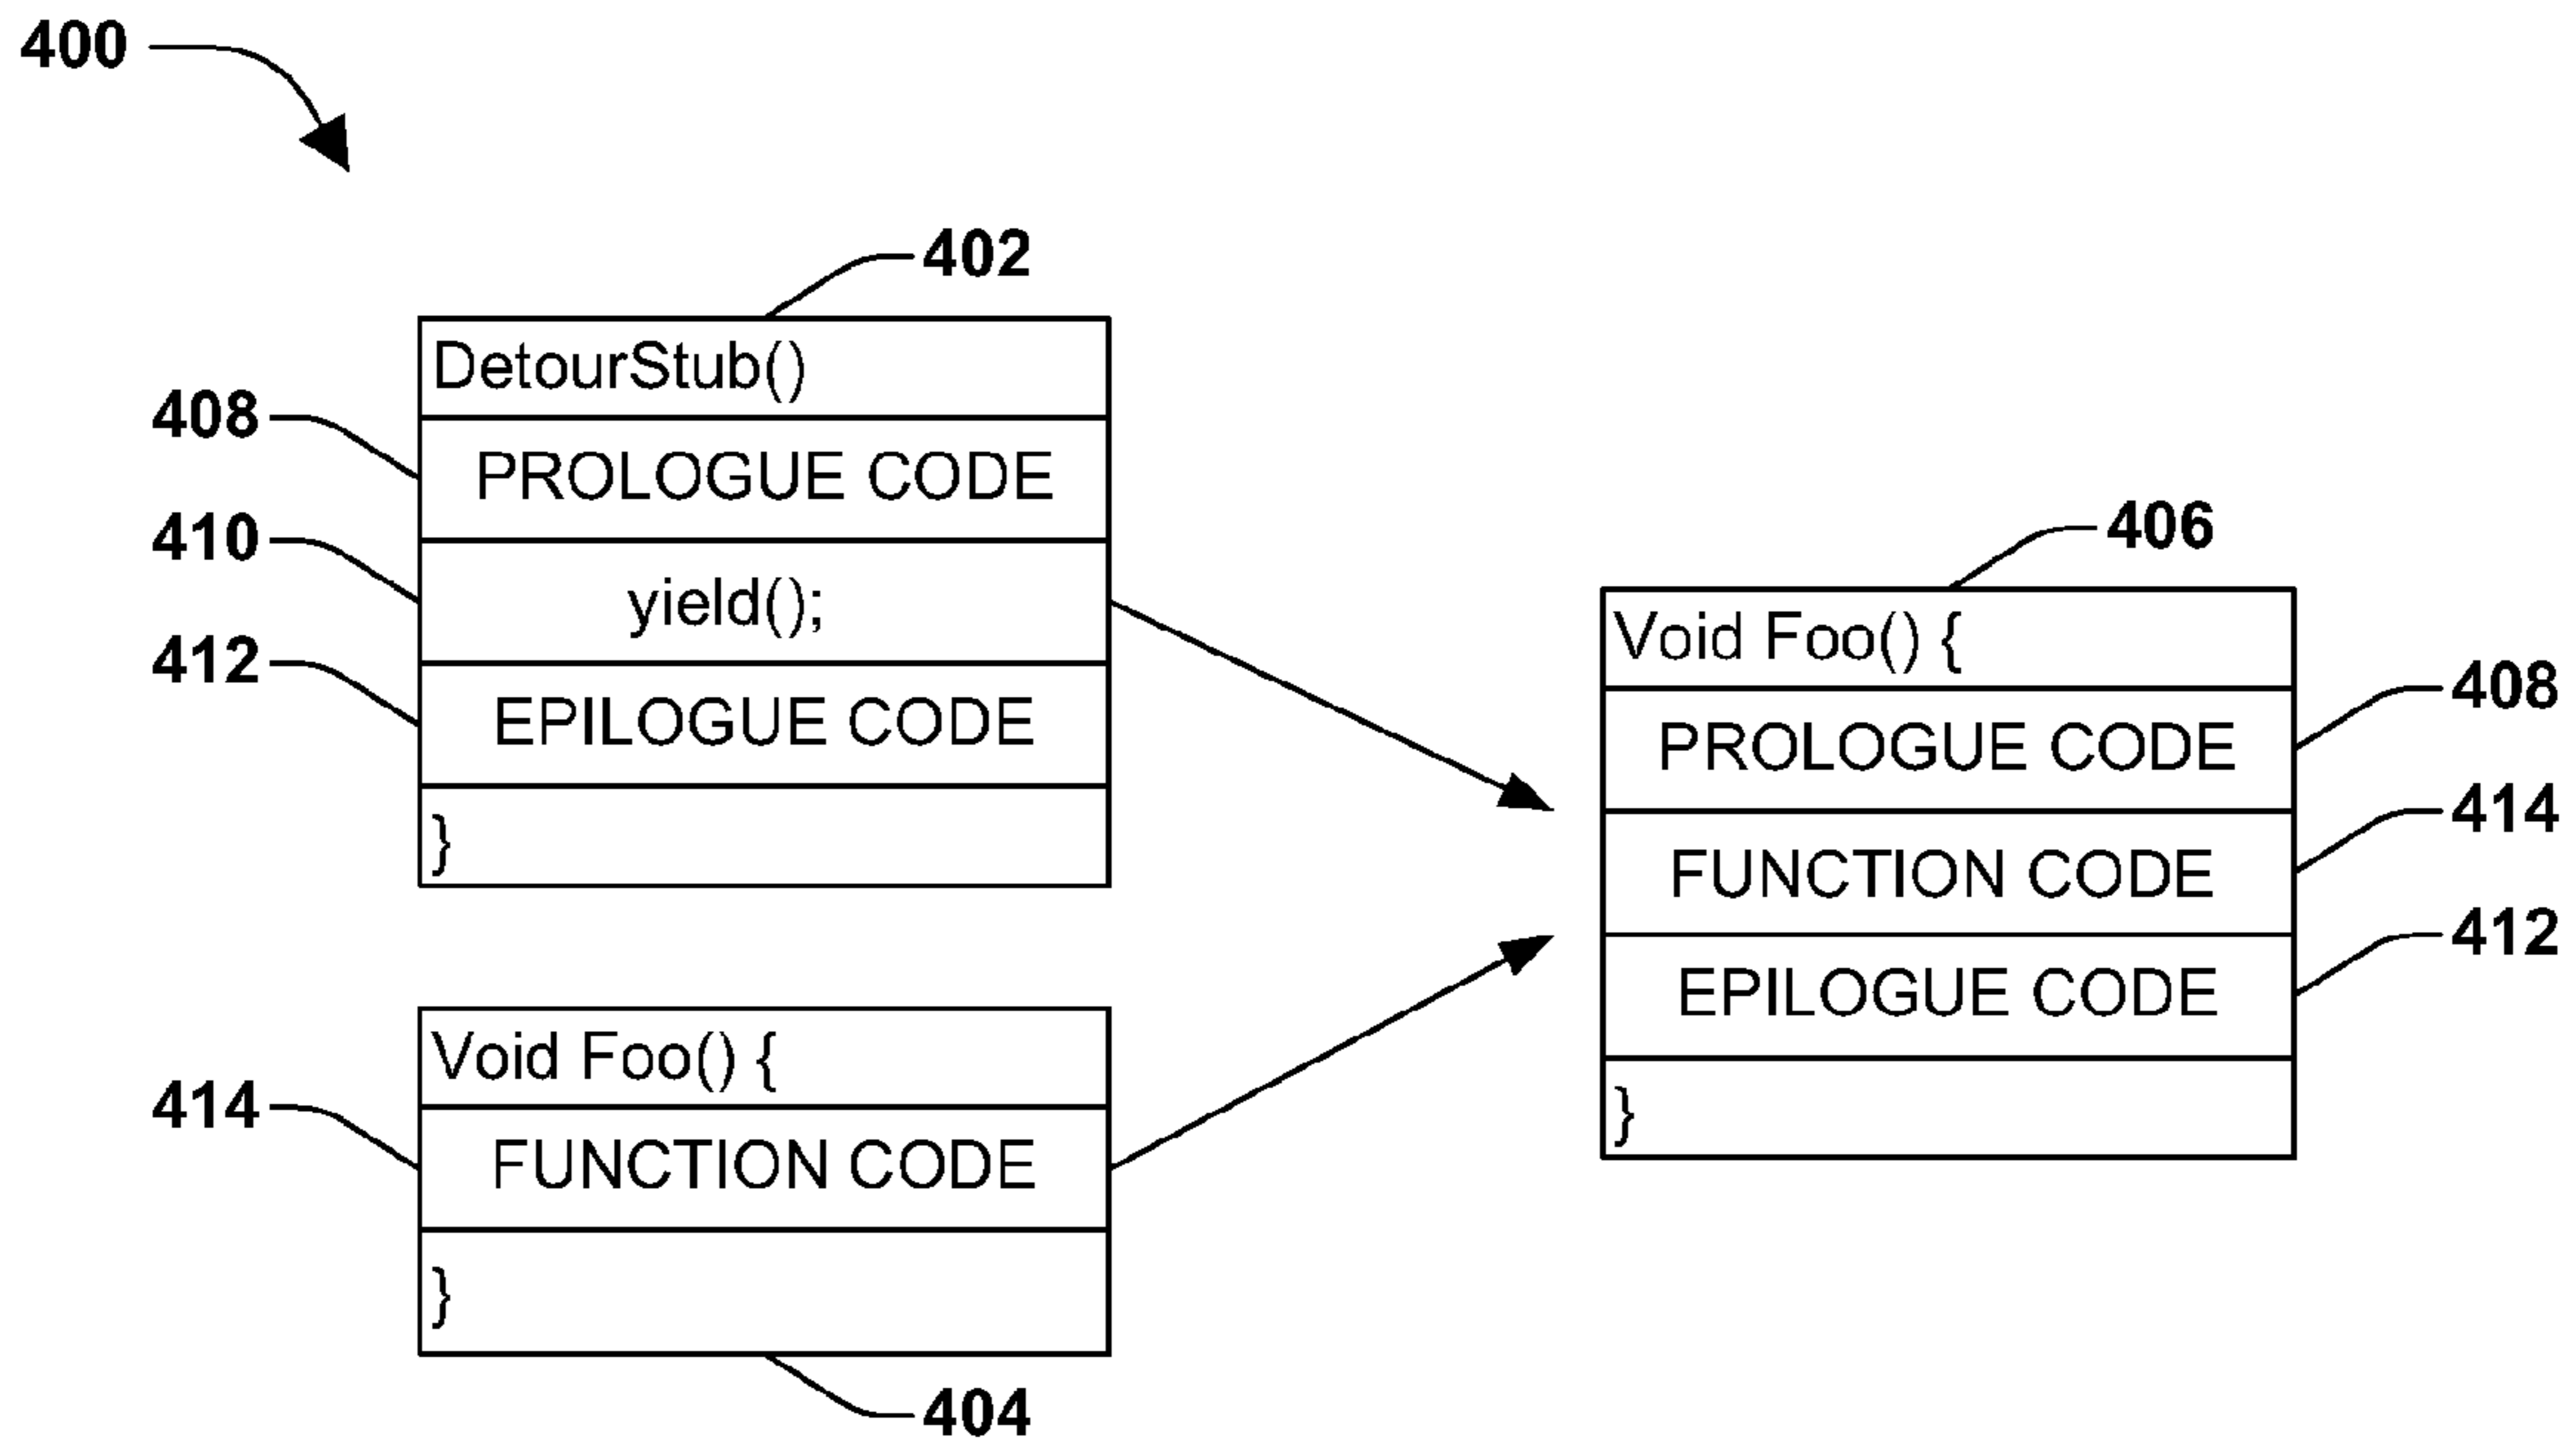 400
402
DetourStub()
408
PROLOGUE CODE
410
yield();
412
EPILOGUE CODE
}
Void Foo() {
414
FUNCTION CODE
}
404
406
Void Foo() {
PROLOGUE CODE
408
FUNCTION CODE
414
EPILOGUE CODE
412
}